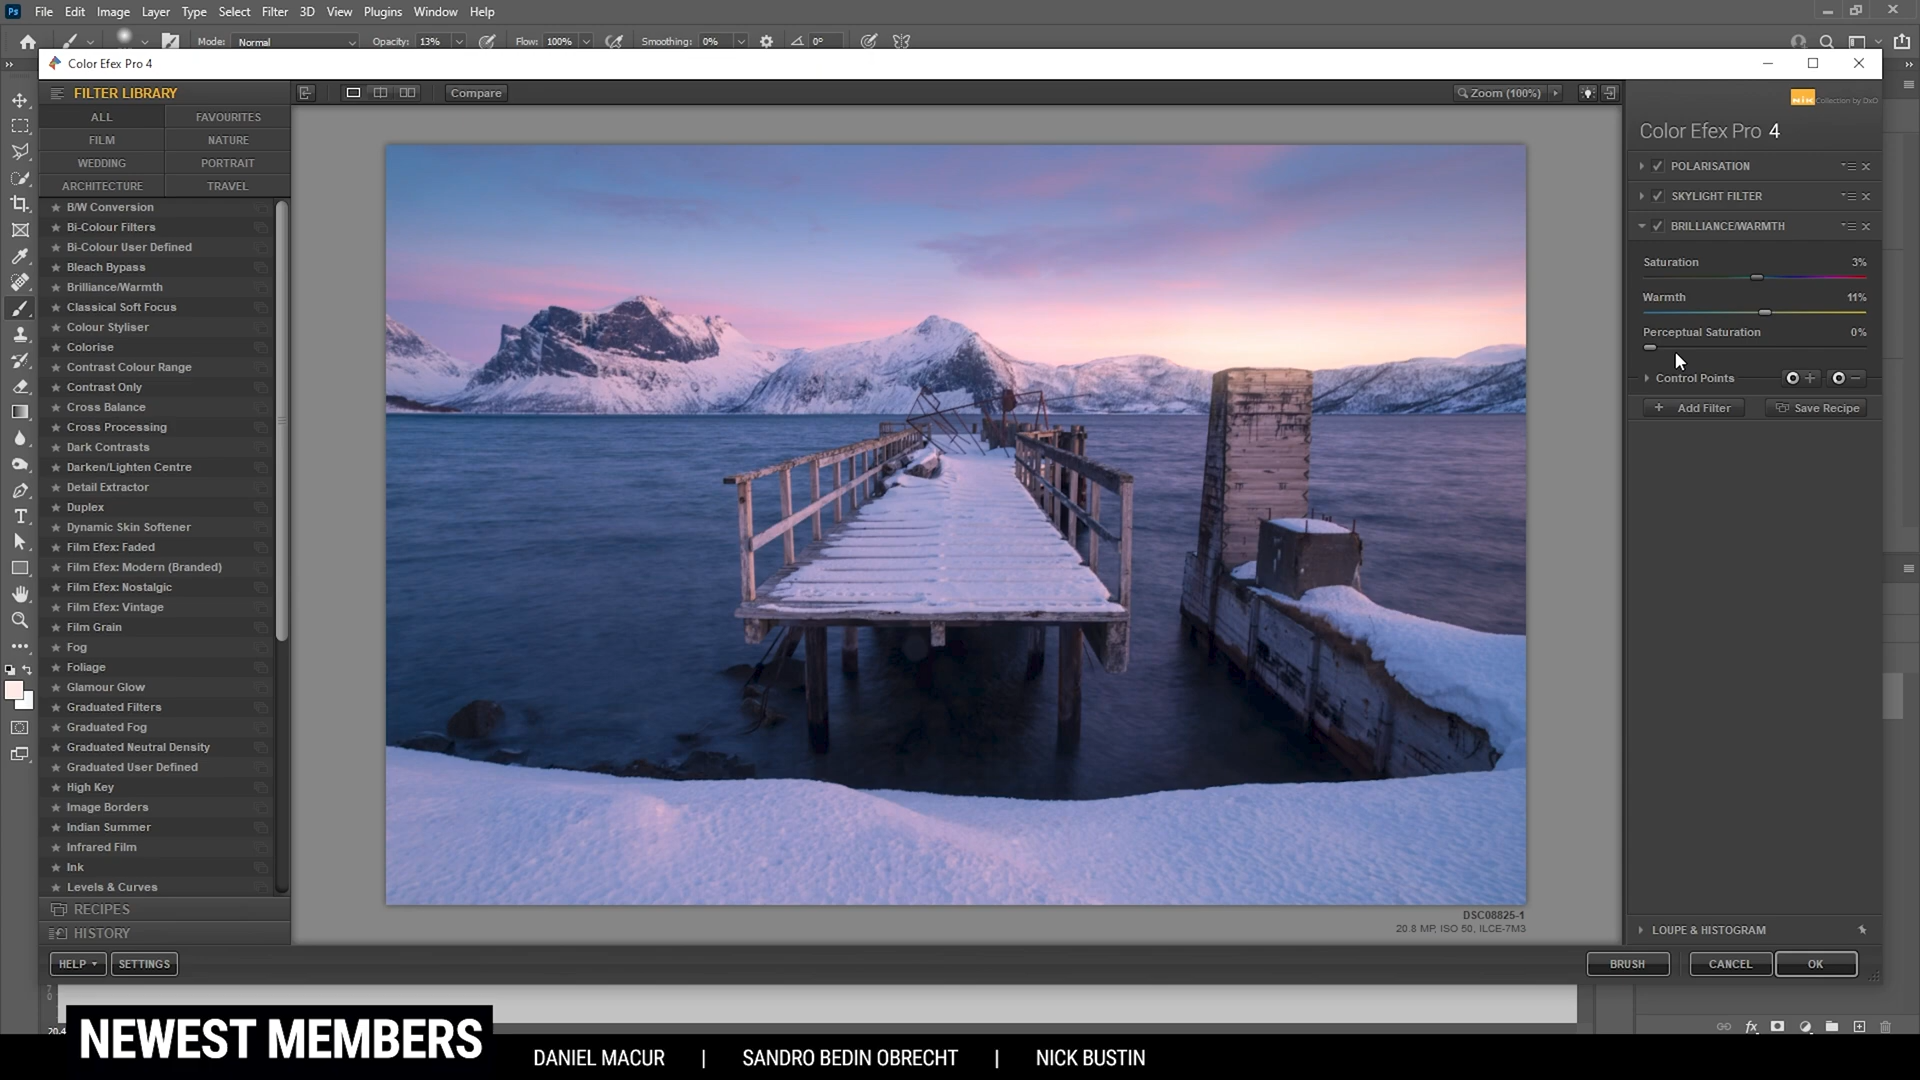 Ps File Edit Image Layer Type Select Filter 3D View Plugins Window Help
Mode: Normal Opacity: 13% Flow: 100% Smoothing: 0% 0°
Color Efex Pro 4
FILTER LIBRARY
Compare
Zoom (100%)
ALL FAVOURITES
FILM NATURE
WEDDING PORTRAIT
ARCHITECTURE TRAVEL
B/W Conversion
Bi-Colour Filters
Bi-Colour User Defined
Bleach Bypass
Brilliance/Warmth
Classical Soft Focus
Colour Styliser
Colorise
Contrast Colour Range
Contrast Only
Cross Balance
Cross Processing
Dark Contrasts
Darken/Lighten Centre
Detail Extractor
Duplex
Dynamic Skin Softener
Film Efex: Faded
Film Efex: Modern (Branded)
Film Efex: Nostalgic
Film Efex: Vintage
Film Grain
Fog
Foliage
Glamour Glow
Graduated Filters
Graduated Fog
Graduated Neutral Density
Graduated User Defined
High Key
Image Borders
Indian Summer
Infrared Film
Ink
Levels & Curves
RECIPES
HISTORY
HELP SETTINGS
Nik Collection by DxO
Color Efex Pro 4
POLARISATION
SKYLIGHT FILTER
BRILLIANCE/WARMTH
Saturation 3%
Warmth 11%
Perceptual Saturation 0%
Control Points
Add Filter Save Recipe
DSC08825-1
20.8 MP, ISO 50, ILCE-7M3
LOUPE & HISTOGRAM
BRUSH CANCEL OK
20.4
NEWEST MEMBERS
DANIEL MACUR | SANDRO BEDIN OBRECHT | NICK BUSTIN